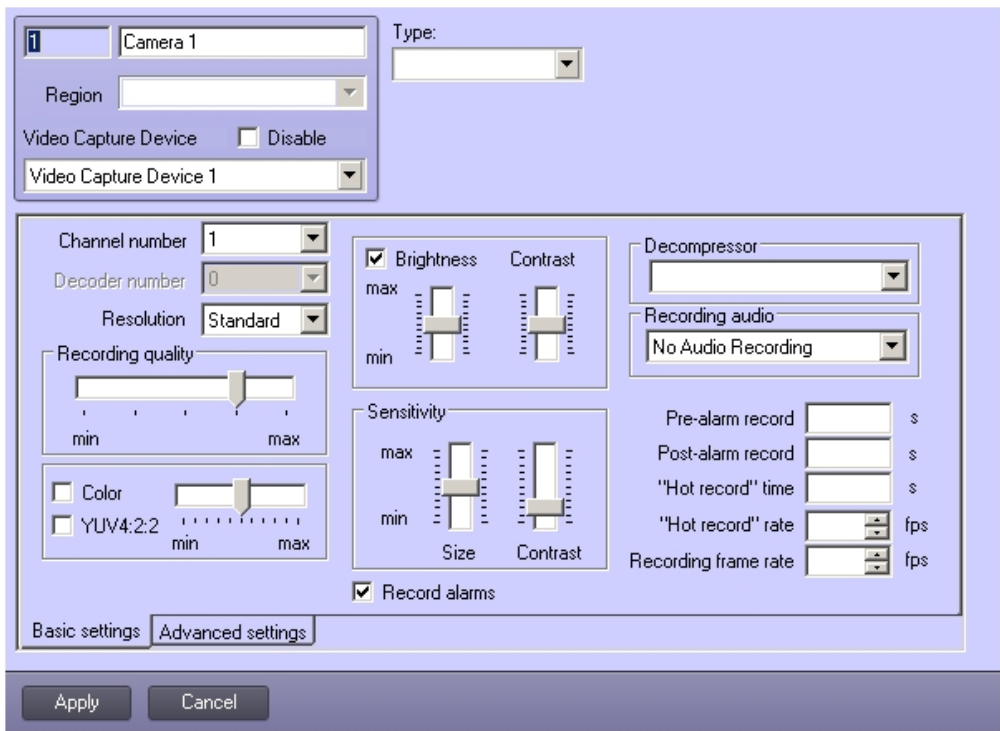 1
Camera 1
Type:
Region
Video Capture Device
Disable
Video Capture Device 1
Channel number
1
Decoder number
0
Resolution
Standard
Recording quality
min
max
Color
YUV4:2:2
min
max
Brightness
Contrast
max
min
Sensitivity
max
min
Size
Contrast
Record alarms
Decompressor
Recording audio
No Audio Recording
Pre-alarm record
s
Post-alarm record
s
"Hot record" time
s
"Hot record" rate
fps
Recording frame rate
fps
Basic settings
Advanced settings
Apply
Cancel